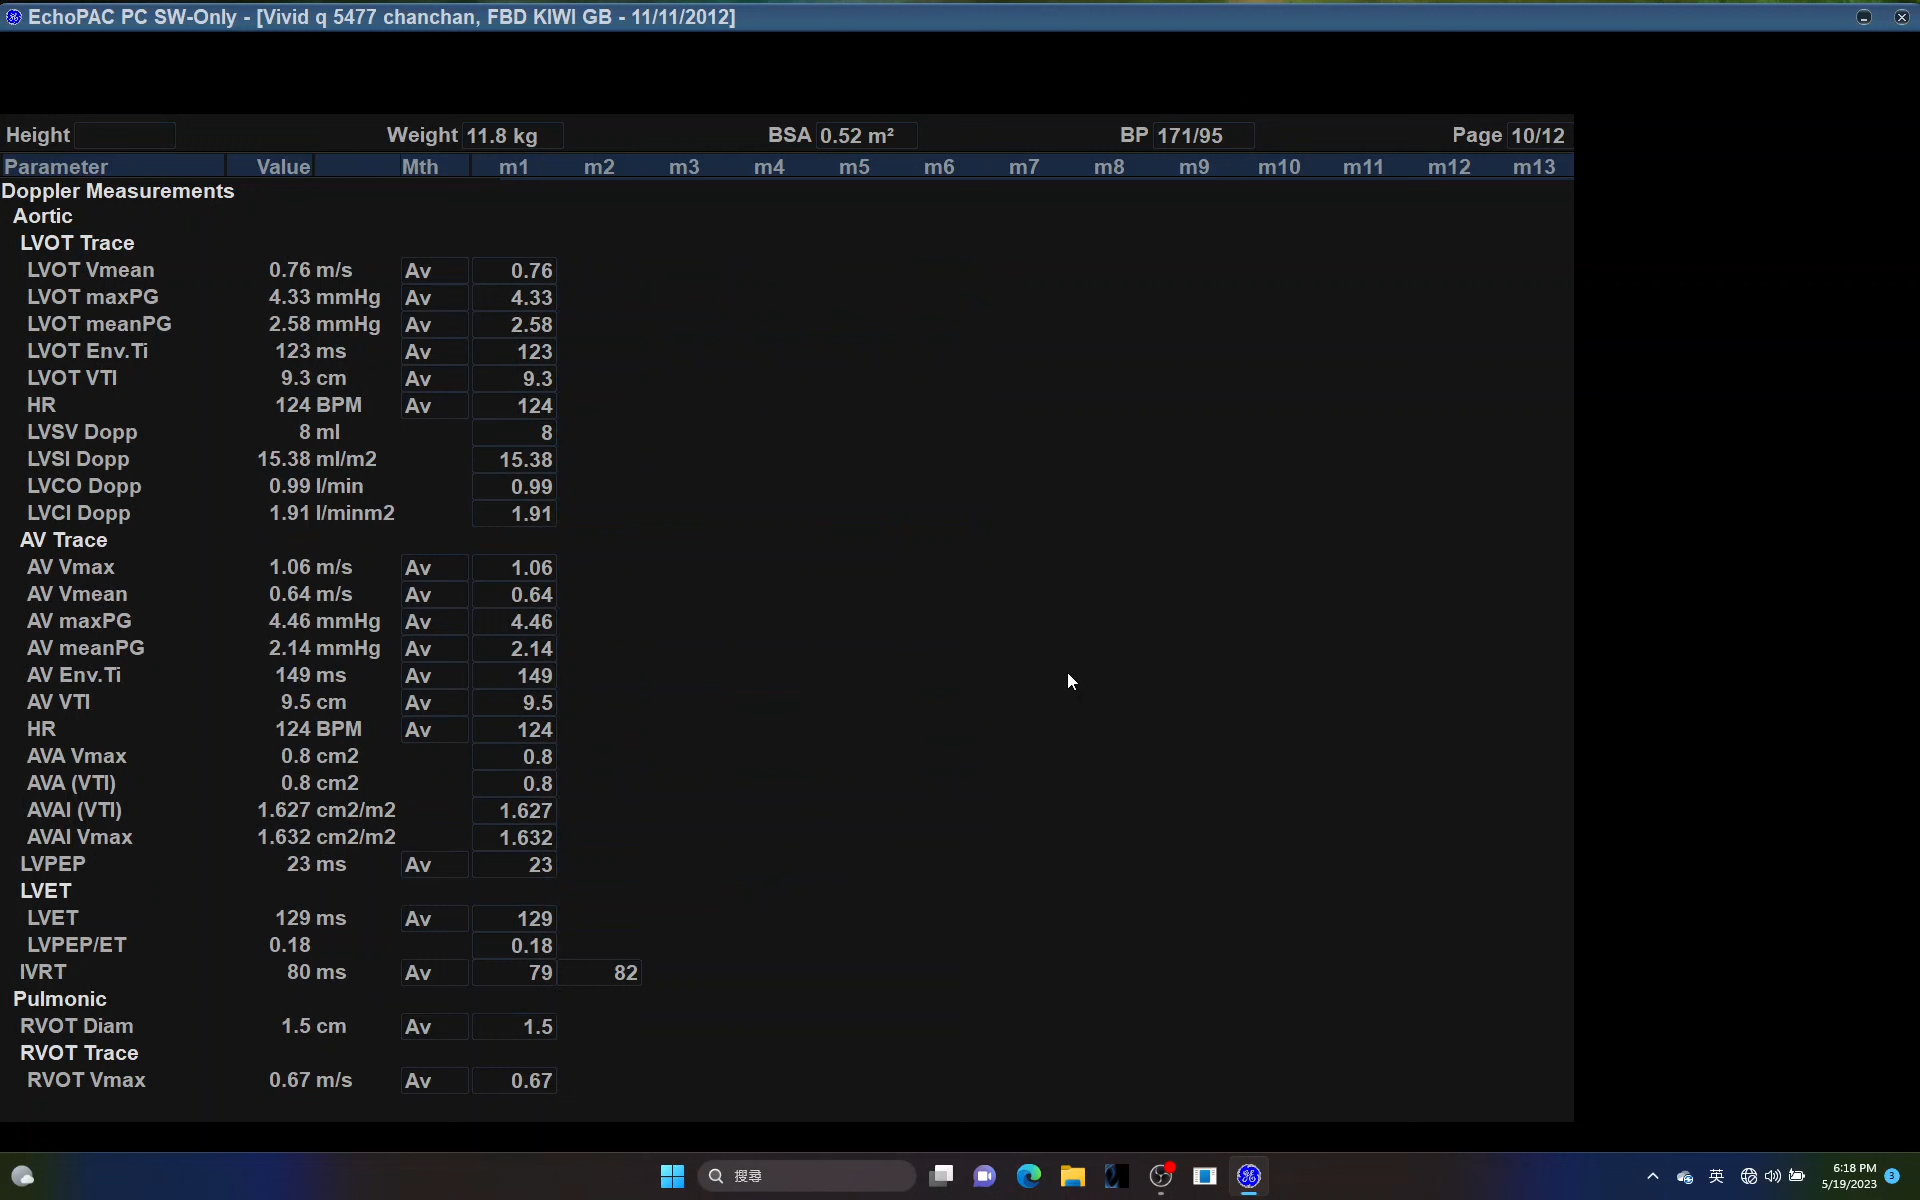 EchoPAC PC SW-Only - [Vivid q 5477 chanchan, FBD KIWI GB - 11/11/2012]
Height Weight 11.8 kg BSA 0.52 m² BP 171/95 Page 10/12
Parameter Value Mth m1 m2 m3 m4 m5 m6 m7 m8 m9 m10 m11 m12 m13
Doppler Measurements
Aortic
LVOT Trace
LVOT Vmean 0.76 m/s Av 0.76
LVOT maxPG 4.33 mmHg Av 4.33
LVOT meanPG 2.58 mmHg Av 2.58
LVOT Env.Ti 123 ms Av 123
LVOT VTI 9.3 cm Av 9.3
HR 124 BPM Av 124
LVSV Dopp 8 ml 8
LVSI Dopp 15.38 ml/m2 15.38
LVCO Dopp 0.99 l/min 0.99
LVCI Dopp 1.91 l/minm2 1.91
AV Trace
AV Vmax 1.06 m/s Av 1.06
AV Vmean 0.64 m/s Av 0.64
AV maxPG 4.46 mmHg Av 4.46
AV meanPG 2.14 mmHg Av 2.14
AV Env.Ti 149 ms Av 149
AV VTI 9.5 cm Av 9.5
HR 124 BPM Av 124
AVA Vmax 0.8 cm2 0.8
AVA (VTI) 0.8 cm2 0.8
AVAI (VTI) 1.627 cm2/m2 1.627
AVAI Vmax 1.632 cm2/m2 1.632
LVPEP 23 ms Av 23
LVET
LVET 129 ms Av 129
LVPEP/ET 0.18 0.18
IVRT 80 ms Av 79 82
Pulmonic
RVOT Diam 1.5 cm Av 1.5
RVOT Trace
RVOT Vmax 0.67 m/s Av 0.67
搜尋
英
6:18 PM
5/19/2023
3